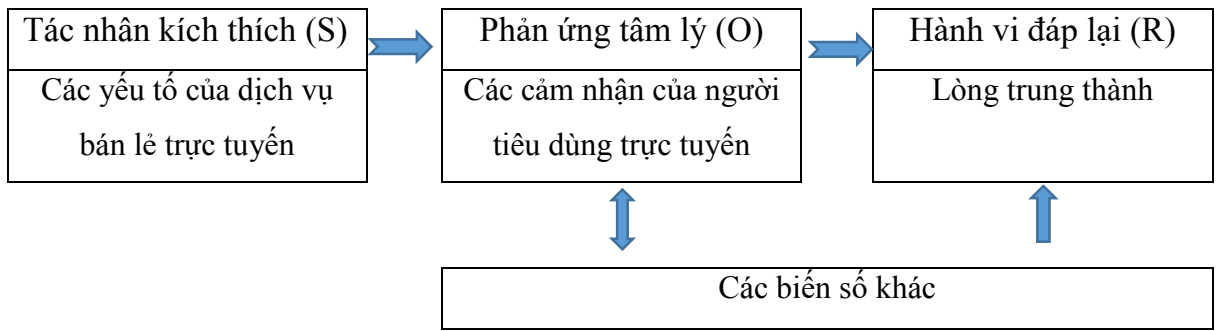 Tác nhân kích thích (S)
Các yếu tố của dịch vụ
bán lẻ trực tuyến
Phản ứng tâm lý (O)
Các cảm nhận của người
tiêu dùng trực tuyến
Hành vi đáp lại (R)
Lòng trung thành
Các biến số khác